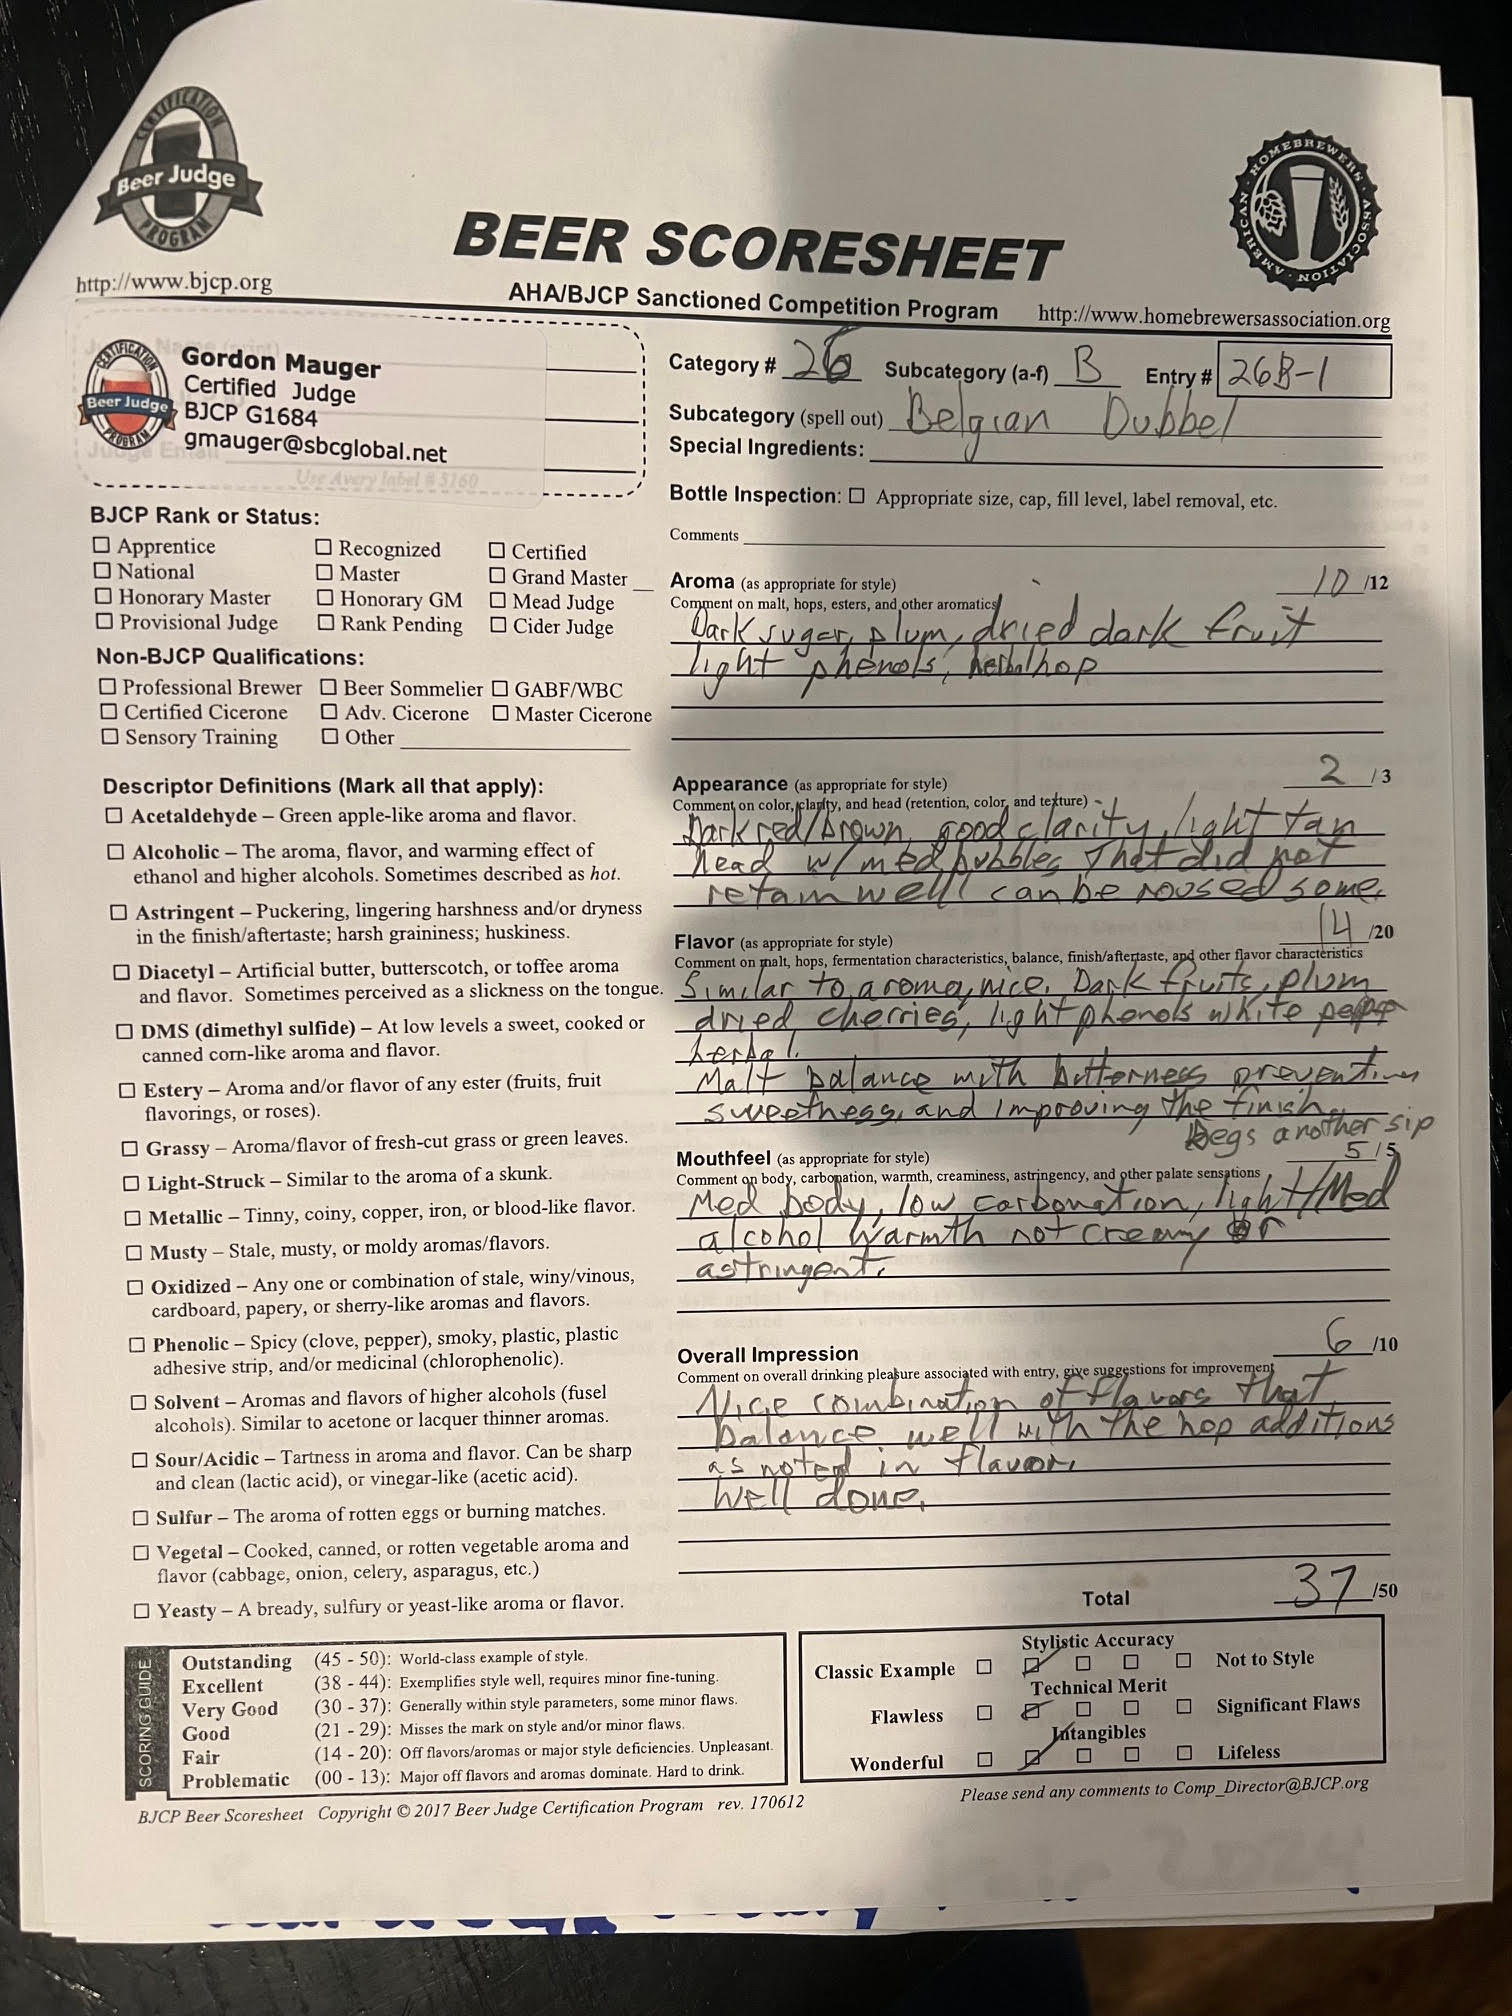 CERTIFICATION
Beer Judge
PROGRAM
http://www.bjcp.org
BEER SCORESHEET
AHA/BJCP Sanctioned Competition Program
AMERICAN HOMEBREWERS ASSOCIATION
http://www.homebrewersassociation.org
CERTIFICATION
Beer Judge
PROGRAM
Gordon Mauger
Certified Judge
BJCP G1684
gmauger@sbcglobal.net
Use Avery label # 5160
BJCP Rank or Status:
☐ Apprentice ☐ Recognized ☐ Certified
☐ National ☐ Master ☐ Grand Master __
☐ Honorary Master ☐ Honorary GM ☐ Mead Judge
☐ Provisional Judge ☐ Rank Pending ☐ Cider Judge
Non-BJCP Qualifications:
☐ Professional Brewer ☐ Beer Sommelier ☐ GABF/WBC
☐ Certified Cicerone ☐ Adv. Cicerone ☐ Master Cicerone
☐ Sensory Training ☐ Other
Descriptor Definitions (Mark all that apply):
☐ Acetaldehyde – Green apple-like aroma and flavor.
☐ Alcoholic – The aroma, flavor, and warming effect of
ethanol and higher alcohols. Sometimes described as hot.
☐ Astringent – Puckering, lingering harshness and/or dryness
in the finish/aftertaste; harsh graininess; huskiness.
☐ Diacetyl – Artificial butter, butterscotch, or toffee aroma
and flavor. Sometimes perceived as a slickness on the tongue.
☐ DMS (dimethyl sulfide) – At low levels a sweet, cooked or
canned corn-like aroma and flavor.
☐ Estery – Aroma and/or flavor of any ester (fruits, fruit
flavorings, or roses).
☐ Grassy – Aroma/flavor of fresh-cut grass or green leaves.
☐ Light-Struck – Similar to the aroma of a skunk.
☐ Metallic – Tinny, coiny, copper, iron, or blood-like flavor.
☐ Musty – Stale, musty, or moldy aromas/flavors.
☐ Oxidized – Any one or combination of stale, winy/vinous,
cardboard, papery, or sherry-like aromas and flavors.
☐ Phenolic – Spicy (clove, pepper), smoky, plastic, plastic
adhesive strip, and/or medicinal (chlorophenolic).
☐ Solvent – Aromas and flavors of higher alcohols (fusel
alcohols). Similar to acetone or lacquer thinner aromas.
☐ Sour/Acidic – Tartness in aroma and flavor. Can be sharp
and clean (lactic acid), or vinegar-like (acetic acid).
☐ Sulfur – The aroma of rotten eggs or burning matches.
☐ Vegetal – Cooked, canned, or rotten vegetable aroma and
flavor (cabbage, onion, celery, asparagus, etc.)
☐ Yeasty – A bready, sulfury or yeast-like aroma or flavor.
Category # 26 Subcategory (a-f) B Entry # 26B-1
Subcategory (spell out) Belgian Dubbel
Special Ingredients:
Bottle Inspection: ☐ Appropriate size, cap, fill level, label removal, etc.
Comments
Aroma (as appropriate for style) 10 /12
Comment on malt, hops, esters, and other aromatics
Dark sugar, plum, dried dark fruit
light phenols, herbal hop
Appearance (as appropriate for style) 2 /3
Comment on color, clarity, and head (retention, color, and texture)
Dark red/brown, good clarity, light tan
head w/ med bubbles that did not
retain well can be roused some.
Flavor (as appropriate for style) 14 /20
Comment on malt, hops, fermentation characteristics, balance, finish/aftertaste, and other flavor characteristics
Similar to aroma, nice. Dark fruits, plum
dried cherries, light phenols white pepper
herbal.
Malt balance with bitterness preventing
sweetness, and improving the finish.
Begs another sip
Mouthfeel (as appropriate for style) 5 /5
Comment on body, carbonation, warmth, creaminess, astringency, and other palate sensations
Med body, low carbonation, light/Med
alcohol warmth not creamy or
astringent.
Overall Impression 6 /10
Comment on overall drinking pleasure associated with entry, give suggestions for improvement
Nice combination of flavors that
balance well with the hop additions
as noted in flavor.
Well done.
Total 37 /50
SCORING GUIDE
Outstanding (45 - 50): World-class example of style.
Excellent (38 - 44): Exemplifies style well, requires minor fine-tuning.
Very Good (30 - 37): Generally within style parameters, some minor flaws.
Good (21 - 29): Misses the mark on style and/or minor flaws.
Fair (14 - 20): Off flavors/aromas or major style deficiencies. Unpleasant.
Problematic (00 - 13): Major off flavors and aromas dominate. Hard to drink.
Stylistic Accuracy
Classic Example ☐ ☑ ☐ ☐ ☐ Not to Style
Technical Merit
Flawless ☐ ☑ ☐ ☐ ☐ Significant Flaws
Intangibles
Wonderful ☐ ☑ ☐ ☐ ☐ Lifeless
BJCP Beer Scoresheet Copyright © 2017 Beer Judge Certification Program rev. 170612
Please send any comments to Comp_Director@BJCP.org